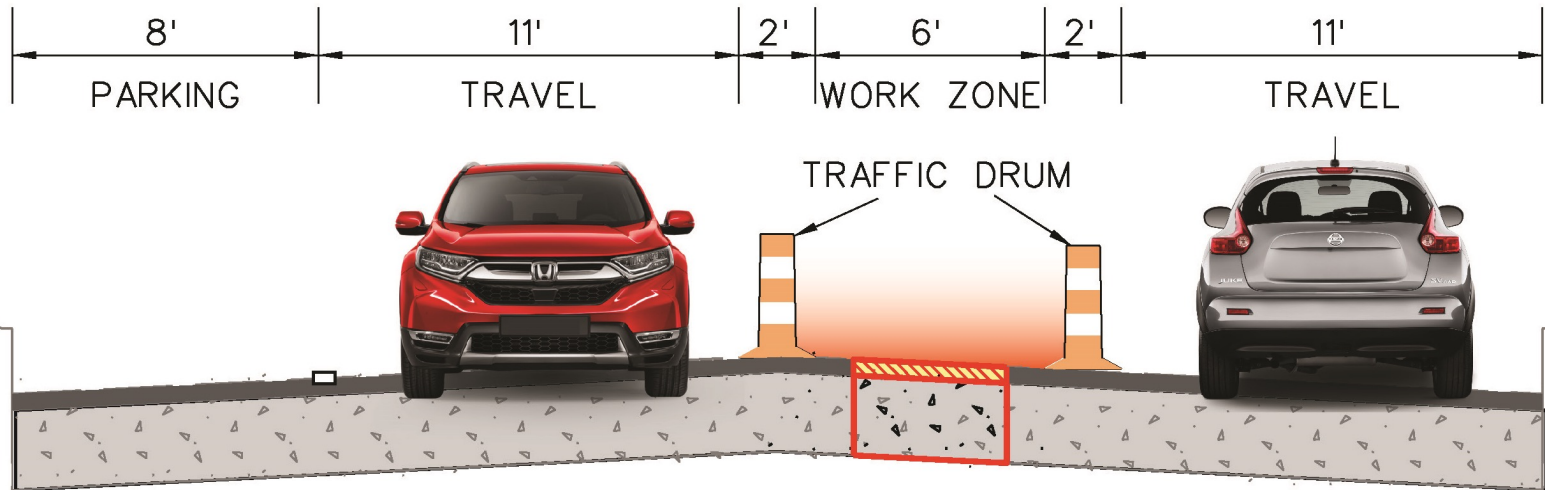 8' 11' 2' 6' 2' 11'
PARKING TRAVEL WORK ZONE TRAVEL
TRAFFIC DRUM